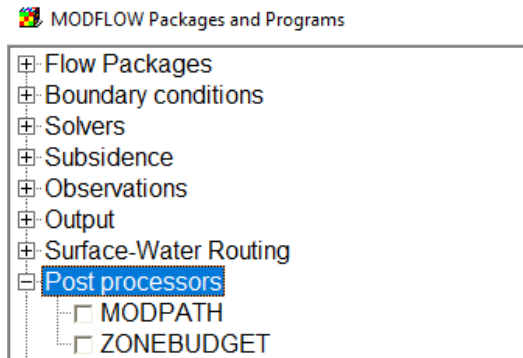 MODFLOW Packages and Programs
Flow Packages
Boundary conditions
Solvers
Subsidence
Observations
Output
Surface-Water Routing
Post processors
MODPATH
ZONEBUDGET